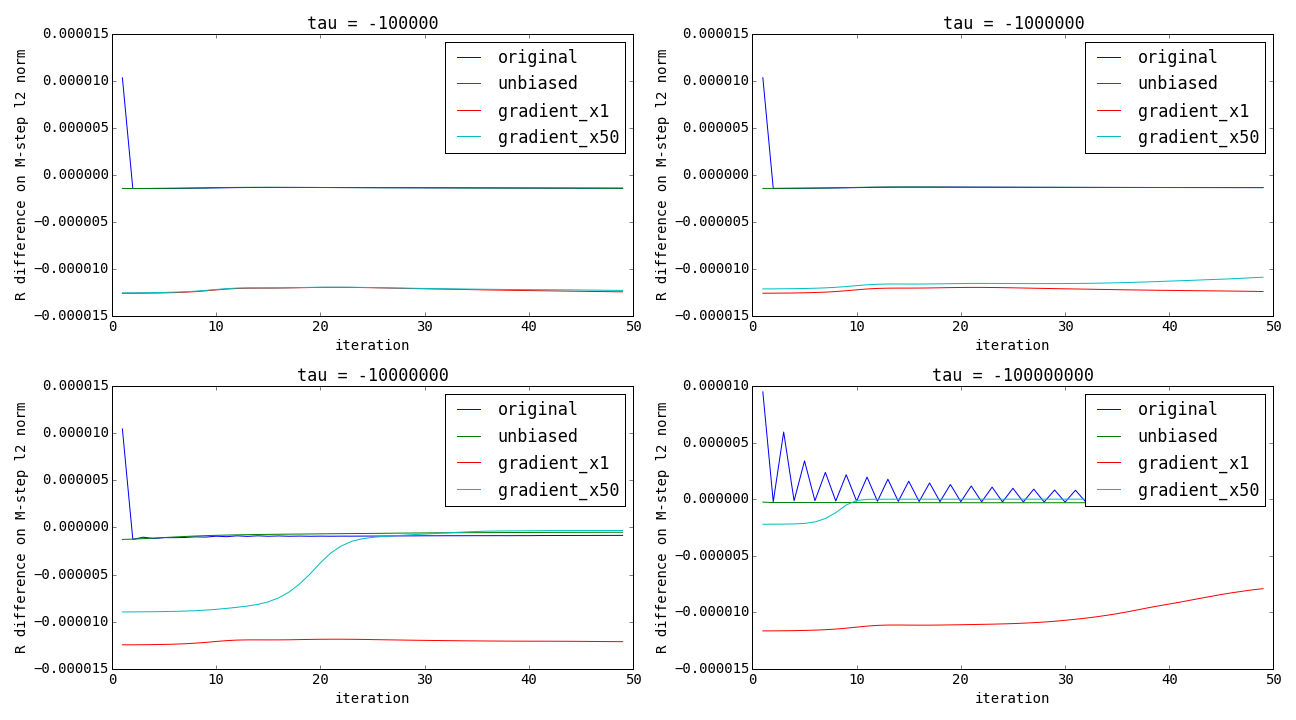 tau = -100000
R difference on M-step l2 norm
0.000015
0.000010
0.000005
0.000000
−0.000005
−0.000010
−0.000015
original
unbiased
gradient_x1
gradient_x50
0 10 20 30 40 50
iteration
tau = -1000000
R difference on M-step l2 norm
0.000015
0.000010
0.000005
0.000000
−0.000005
−0.000010
−0.000015
original
unbiased
gradient_x1
gradient_x50
0 10 20 30 40 50
iteration
tau = -10000000
R difference on M-step l2 norm
0.000015
0.000010
0.000005
0.000000
−0.000005
−0.000010
−0.000015
original
unbiased
gradient_x1
gradient_x50
0 10 20 30 40 50
iteration
tau = -100000000
R difference on M-step l2 norm
0.000010
0.000005
0.000000
−0.000005
−0.000010
−0.000015
original
unbiased
gradient_x1
gradient_x50
0 10 20 30 40 50
iteration